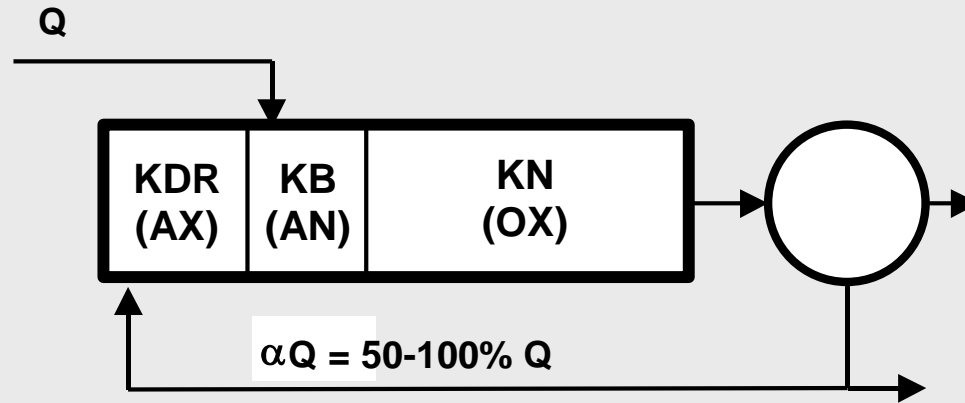 Q
KDR
(AX)
KB
(AN)
KN
(OX)
αQ = 50-100% Q